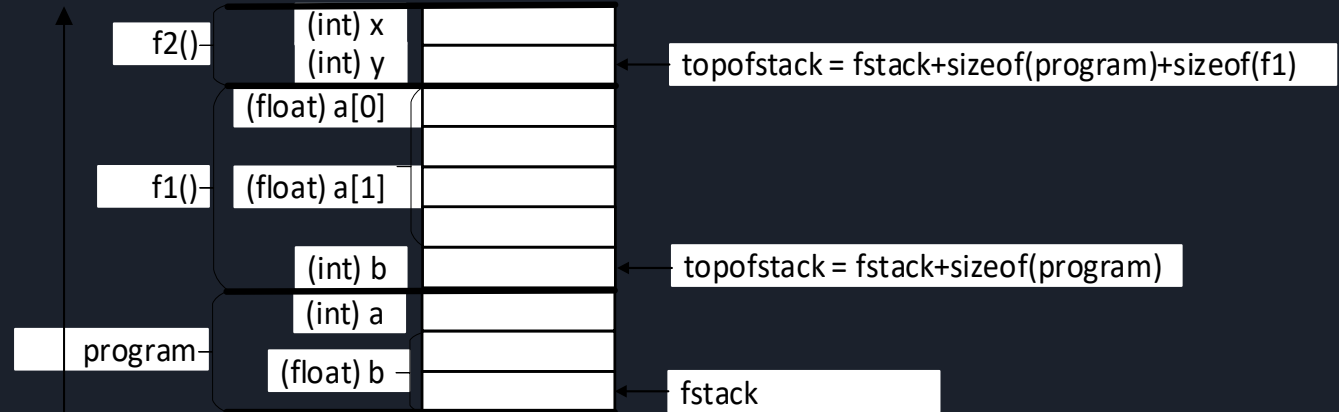 f2()
(int) x
(int) y
topofstack = fstack+sizeof(program)+sizeof(f1)
(float) a[0]
f1()
(float) a[1]
(int) b
topofstack = fstack+sizeof(program)
(int) a
program
(float) b
fstack